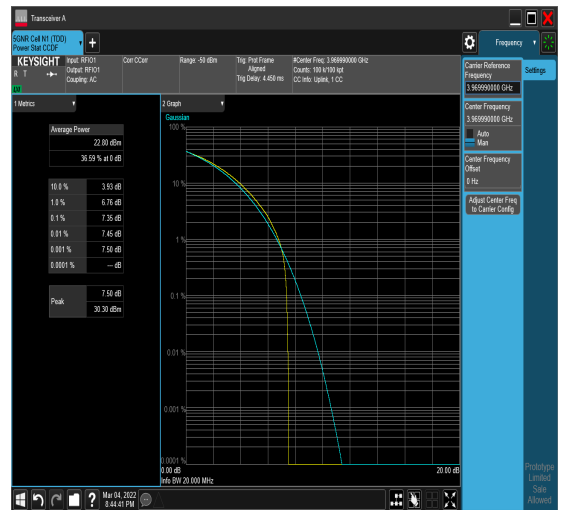 Transceiver A
5GNR Cell N1 (TDD)
Power Stat CCDF
Frequency
KEYSIGHT
R T
LXI
Input: RFIO1
Output: RFIO1
Coupling: AC
Corr CCorr
Range: -50 dBm
Trig: Prot Frame
Aligned
Trig Delay: 4.450 ms
#Center Freq: 3.969990000 GHz
Counts: 100 k/100 kpt
CC Info: Uplink, 1 CC
1 Metrics
Average Power
22.80 dBm
36.59 % at 0 dB
10.0 % 3.93 dB
1.0 % 6.76 dB
0.1 % 7.35 dB
0.01 % 7.45 dB
0.001 % 7.50 dB
0.0001 % --- dB
Peak
7.50 dB
30.30 dBm
2 Graph
Gaussian
100 %
10 %
1 %
0.1 %
0.01 %
0.001 %
0.0001 %
0.00 dB
20.00 dB
Info BW 20.000 MHz
Carrier Reference
Frequency
3.969990000 GHz
Center Frequency
3.969990000 GHz
Auto
Man
Center Frequency
Offset
0 Hz
Adjust Center Freq
to Carrier Config
Settings
Prototype
Limited
Sale
Allowed
?
Mar 04, 2022
8:44:41 PM